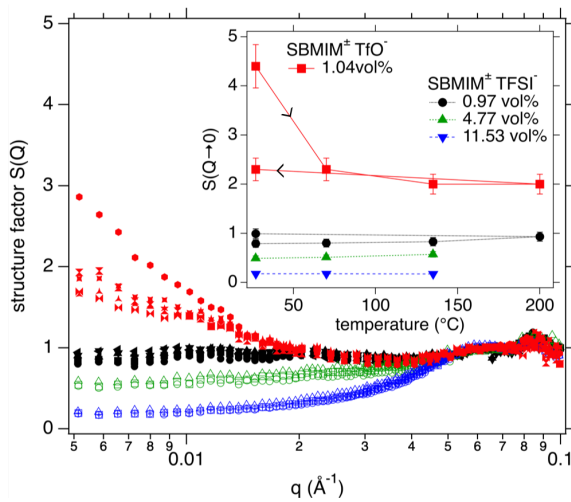 SBMIM± TfO-
1.04vol%
SBMIM± TFSI-
0.97 vol%
4.77 vol%
11.53 vol%
S(Q→0)
5
4
3
2
1
0
50 100 150 200
temperature (°C)
structure factor S(Q)
5
4
3
2
1
0
5 6 7 8 9 0.01 2 3 4 5 6 7 8 9 0.1
q (Å-1)